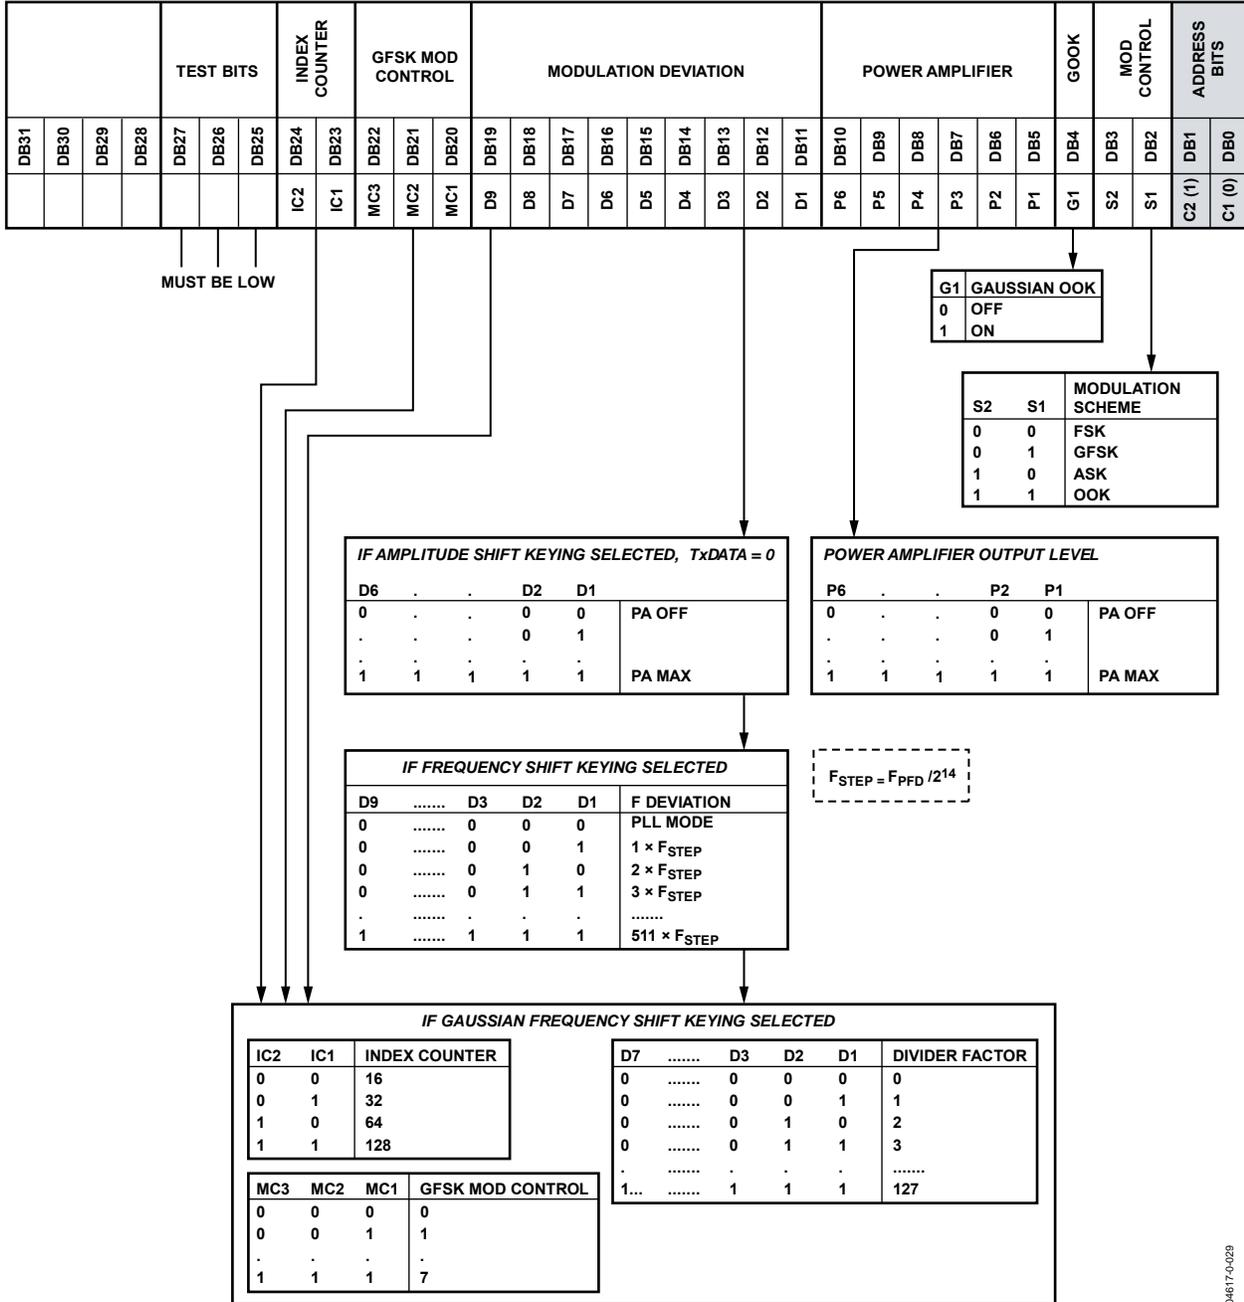 TEST BITS
INDEX COUNTER
GFSK MOD CONTROL
MODULATION DEVIATION
POWER AMPLIFIER
GOOK
MOD CONTROL
ADDRESS BITS
DB31 DB30 DB29 DB28 DB27 DB26 DB25 DB24 DB23 DB22 DB21 DB20 DB19 DB18 DB17 DB16 DB15 DB14 DB13 DB12 DB11 DB10 DB9 DB8 DB7 DB6 DB5 DB4 DB3 DB2 DB1 DB0
IC2 IC1 MC3 MC2 MC1 D9 D8 D7 D6 D5 D4 D3 D2 D1 P6 P5 P4 P3 P2 P1 G1 S2 S1 C2 (1) C1 (0)
MUST BE LOW
G1 GAUSSIAN OOK
0 OFF
1 ON
S2 S1 MODULATION SCHEME
0 0 FSK
0 1 GFSK
1 0 ASK
1 1 OOK
IF AMPLITUDE SHIFT KEYING SELECTED, TxDATA = 0
D6 . . D2 D1
0 . . 0 0 PA OFF
. . . 0 1
. . . . .
1 1 1 1 1 PA MAX
POWER AMPLIFIER OUTPUT LEVEL
P6 . . P2 P1
0 . . 0 0 PA OFF
. . . 0 1
. . . . .
1 1 1 1 1 PA MAX
IF FREQUENCY SHIFT KEYING SELECTED
D9 ....... D3 D2 D1 F DEVIATION
0 ....... 0 0 0 PLL MODE
0 ....... 0 0 1 1 × FSTEP
0 ....... 0 1 0 2 × FSTEP
0 ....... 0 1 1 3 × FSTEP
. ....... . . . .......
1 ....... 1 1 1 511 × FSTEP
FSTEP = FPFD /214
IF GAUSSIAN FREQUENCY SHIFT KEYING SELECTED
IC2 IC1 INDEX COUNTER
0 0 16
0 1 32
1 0 64
1 1 128
D7 ....... D3 D2 D1 DIVIDER FACTOR
0 ....... 0 0 0 0
0 ....... 0 0 1 1
0 ....... 0 1 0 2
0 ....... 0 1 1 3
. ....... . . . .......
1... ....... 1 1 1 127
MC3 MC2 MC1 GFSK MOD CONTROL
0 0 0 0
0 0 1 1
. . . .
1 1 1 7
04617-0-029